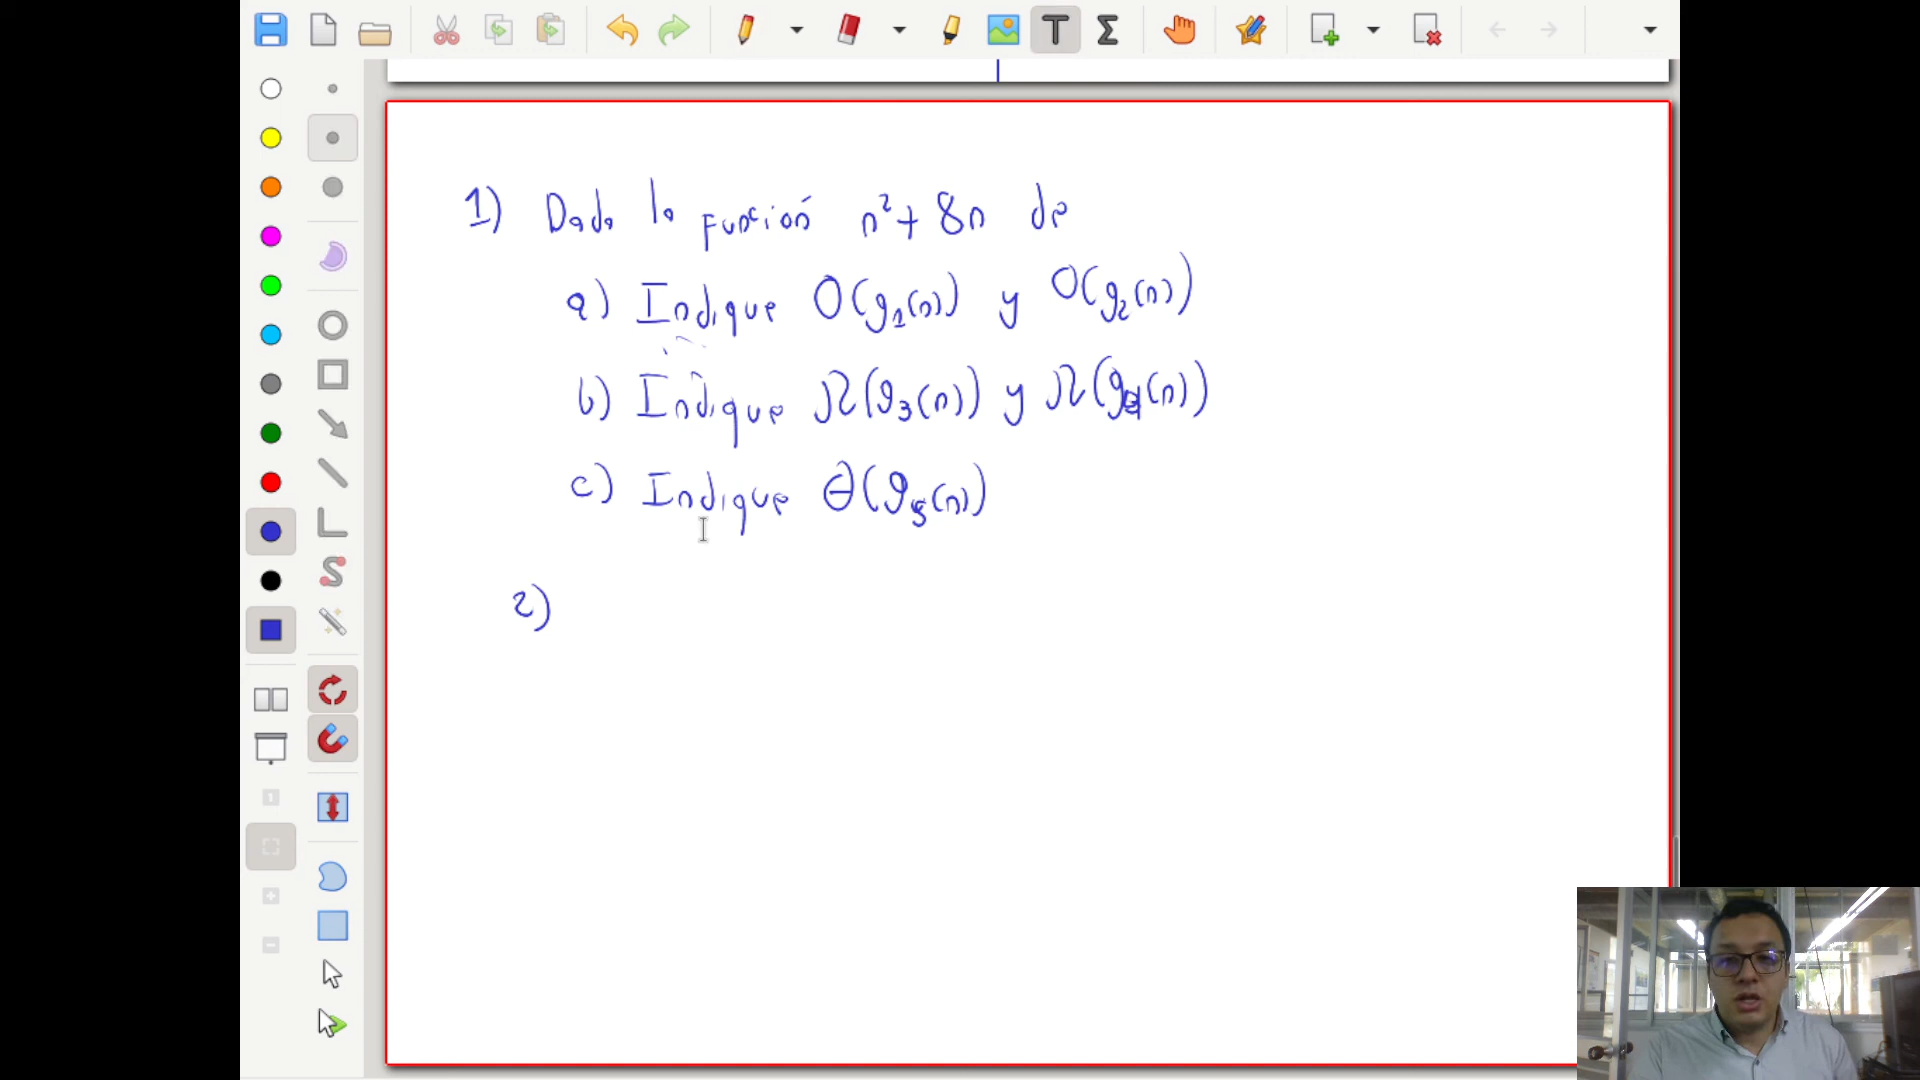 1) Dada la función n² + 8n de
a) Indique O(g₁(n)) y O(g₂(n))
b) Indique Ω(g₃(n)) y Ω(g₄(n))
c) Indique Θ(g₅(n))
2)